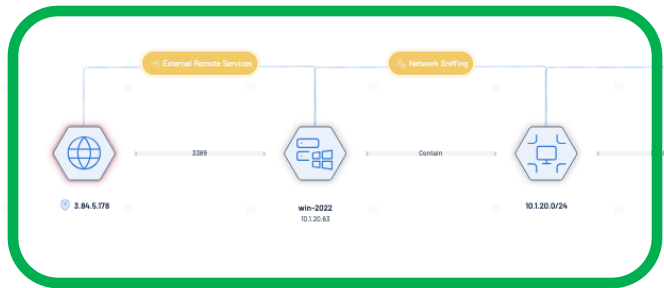 External Remote Services
Network Sniffing
3389
Contain
3.84.5.178
win-2022
10.1.20.63
10.1.20.0/24